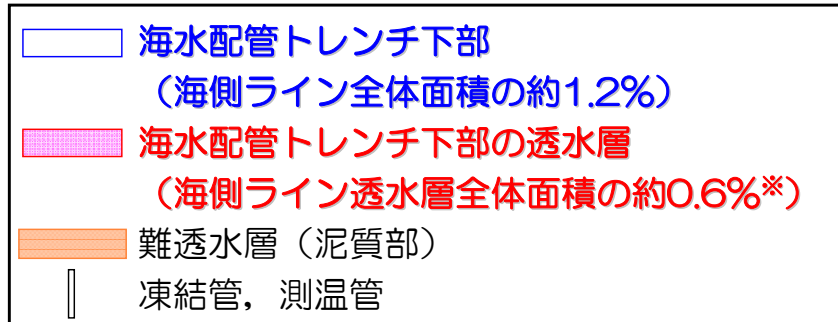 海水配管トレンチ下部
（海側ライン全体面積の約1.2%）
海水配管トレンチ下部の透水層
（海側ライン透水層全体面積の約0.6%※）
難透水層（泥質部）
凍結管，測温管